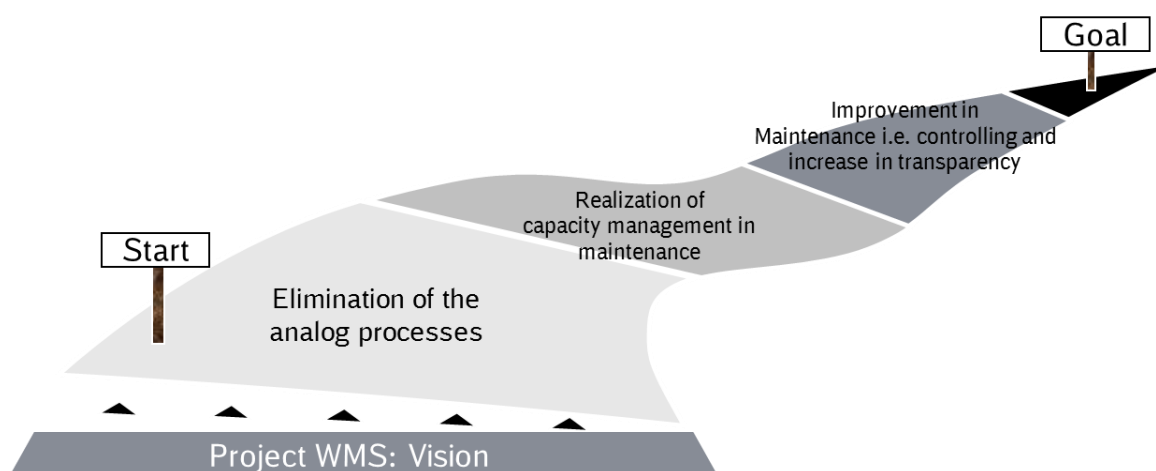 Goal
Improvement in
Maintenance i.e. controlling and
increase in transparency
Realization of
capacity management in
maintenance
Start
Elimination of the
analog processes
Project WMS: Vision